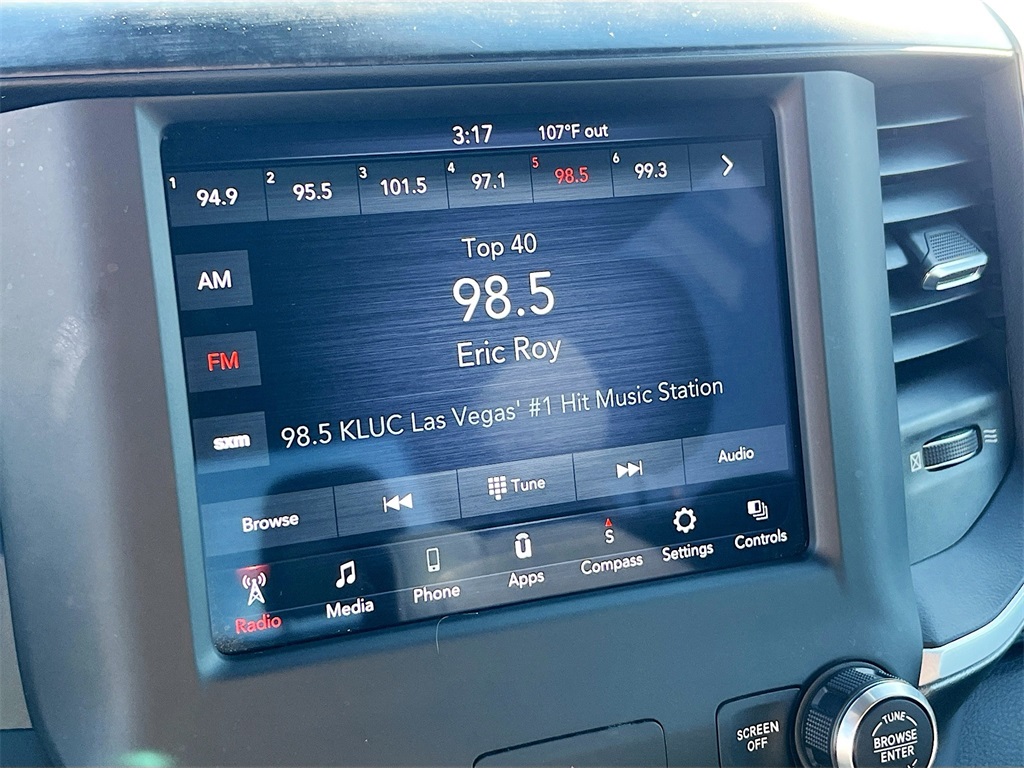 3:17 107°F out
1 94.9 2 95.5 3 101.5 4 97.1 5 98.5 6 99.3
Top 40
AM
98.5
Eric Roy
FM
98.5 KLUC Las Vegas' #1 Hit Music Station
sxm
Browse Tune Audio
S
Radio Media Phone Apps Compass Settings Controls
SCREEN
OFF
TUNE
BROWSE
ENTER